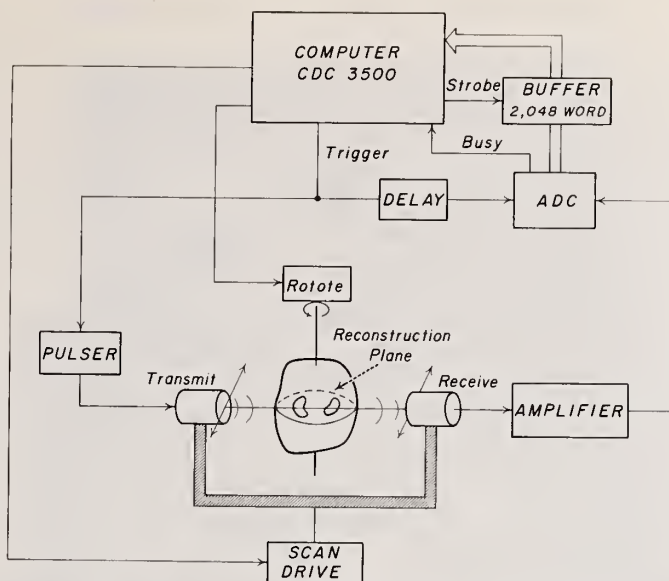 COMPUTER
CDC 3500
Strobe
BUFFER
2,048 WORD
Busy
Trigger
DELAY
ADC
Rotate
Reconstruction
Plane
PULSER
Transmit
Receive
AMPLIFIER
SCAN
DRIVE